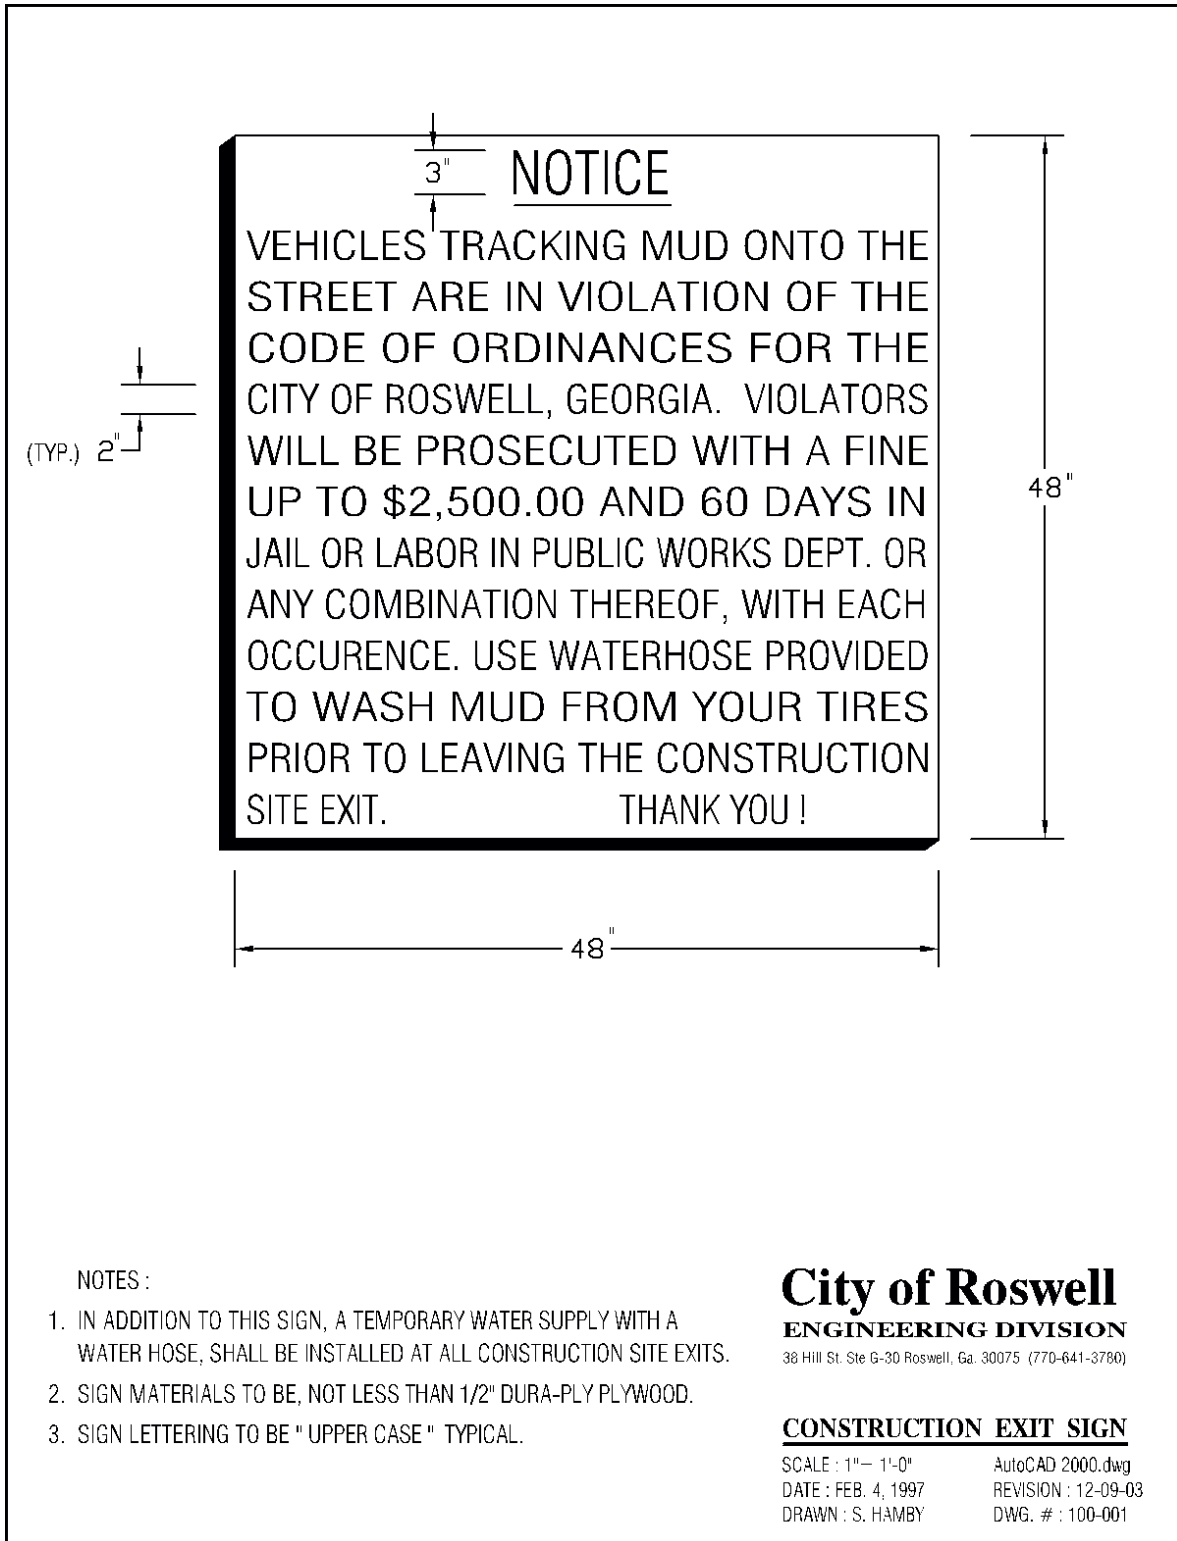 3"
NOTICE
VEHICLES TRACKING MUD ONTO THE
STREET ARE IN VIOLATION OF THE
CODE OF ORDINANCES FOR THE
CITY OF ROSWELL, GEORGIA. VIOLATORS
WILL BE PROSECUTED WITH A FINE
UP TO $2,500.00 AND 60 DAYS IN
JAIL OR LABOR IN PUBLIC WORKS DEPT. OR
ANY COMBINATION THEREOF, WITH EACH
OCCURENCE. USE WATERHOSE PROVIDED
TO WASH MUD FROM YOUR TIRES
PRIOR TO LEAVING THE CONSTRUCTION
SITE EXIT. THANK YOU !
(TYP.) 2"
48"
48"
NOTES :
1. IN ADDITION TO THIS SIGN, A TEMPORARY WATER SUPPLY WITH A
WATER HOSE, SHALL BE INSTALLED AT ALL CONSTRUCTION SITE EXITS.
2. SIGN MATERIALS TO BE, NOT LESS THAN 1/2" DURA-PLY PLYWOOD.
3. SIGN LETTERING TO BE " UPPER CASE " TYPICAL.
City of Roswell
ENGINEERING DIVISION
38 Hill St. Ste G-30 Roswell, Ga. 30075 (770-641-3780)
CONSTRUCTION EXIT SIGN
SCALE : 1"— 1'-0" AutoCAD 2000.dwg
DATE : FEB. 4, 1997 REVISION : 12-09-03
DRAWN : S. HAMBY DWG. # : 100-001